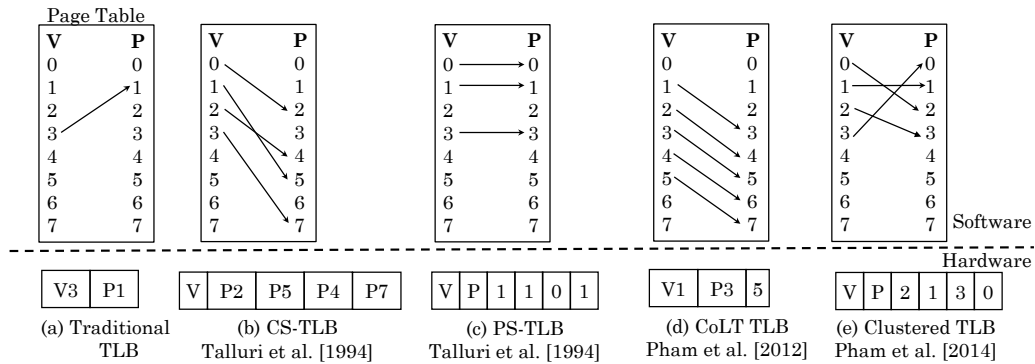 Page Table
V P
0 0
1 1
2 2
3 3
4 4
5 5
6 6
7 7
V P
0 0
1 1
2 2
3 3
4 4
5 5
6 6
7 7
V P
0 0
1 1
2 2
3 3
4 4
5 5
6 6
7 7
V P
0 0
1 1
2 2
3 3
4 4
5 5
6 6
7 7
V P
0 0
1 1
2 2
3 3
4 4
5 5
6 6
7 7
Software
Hardware
V3 P1
(a) Traditional
TLB
V P2 P5 P4 P7
(b) CS-TLB
Talluri et al. [1994]
V P 1 1 0 1
(c) PS-TLB
Talluri et al. [1994]
V1 P3 5
(d) CoLT TLB
Pham et al. [2012]
V P 2 1 3 0
(e) Clustered TLB
Pham et al. [2014]